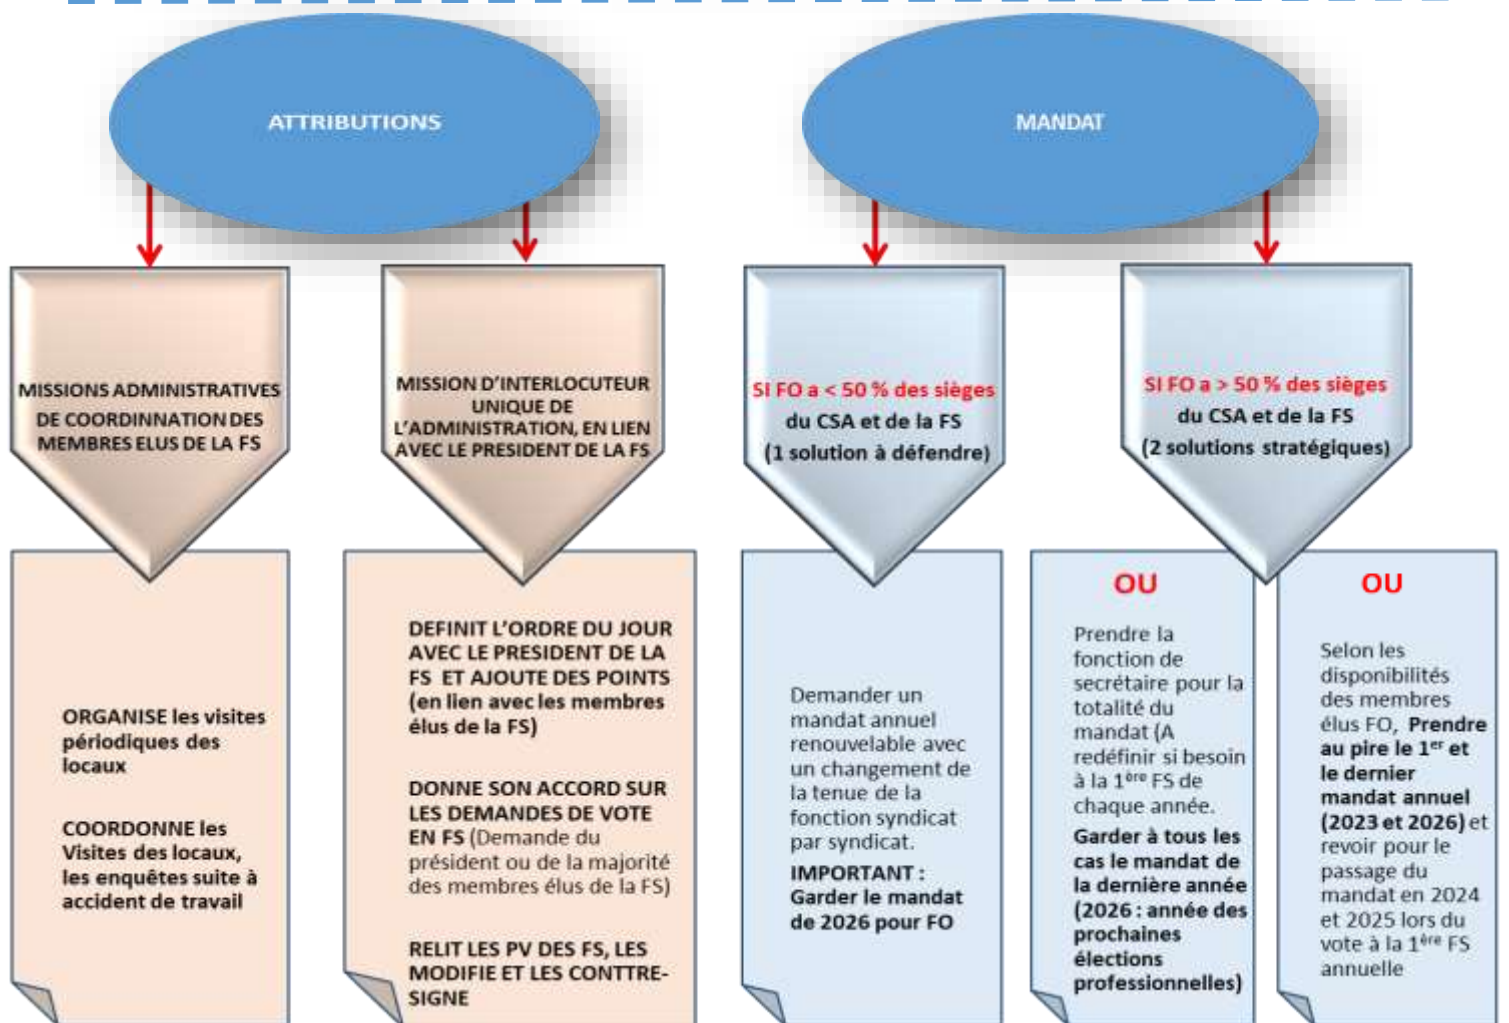 ATTRIBUTIONS
MANDAT
MISSIONS ADMINISTRATIVES
DE COORDINNATION DES
MEMBRES ELUS DE LA FS
MISSION D'INTERLOCUTEUR
UNIQUE DE
L'ADMINISTRATION, EN LIEN
AVEC LE PRESIDENT DE LA FS
SI FO a < 50 % des sièges
du CSA et de la FS
(1 solution à défendre)
SI FO a > 50 % des sièges
du CSA et de la FS
(2 solutions stratégiques)
ORGANISE les visites
périodiques des
locaux
COORDONNE les
Visites des locaux,
les enquêtes suite à
accident de travail
DEFINIT L'ORDRE DU JOUR
AVEC LE PRESIDENT DE LA
FS ET AJOUTE DES POINTS
(en lien avec les membres
élus de la FS)
DONNE SON ACCORD SUR
LES DEMANDES DE VOTE
EN FS (Demande du
président ou de la majorité
des membres élus de la FS)
RELIT LES PV DES FS, LES
MODIFIE ET LES CONTTRE-
SIGNE
Demander un
mandat annuel
renouvelable avec
un changement de
la tenue de la
fonction syndicat
par syndicat.
IMPORTANT :
Garder le mandat
de 2026 pour FO
OU
Prendre la
fonction de
secrétaire pour la
totalité du
mandat (A
redéfinir si besoin
à la 1ère FS de
chaque année.
Garder à tous les
cas le mandat de
la dernière année
(2026 : année des
prochaines
élections
professionnelles)
OU
Selon les
disponibilités
des membres
élus FO, Prendre
au pire le 1er et
le dernier
mandat annuel
(2023 et 2026) et
revoir pour le
passage du
mandat en 2024
et 2025 lors du
vote à la 1ère FS
annuelle